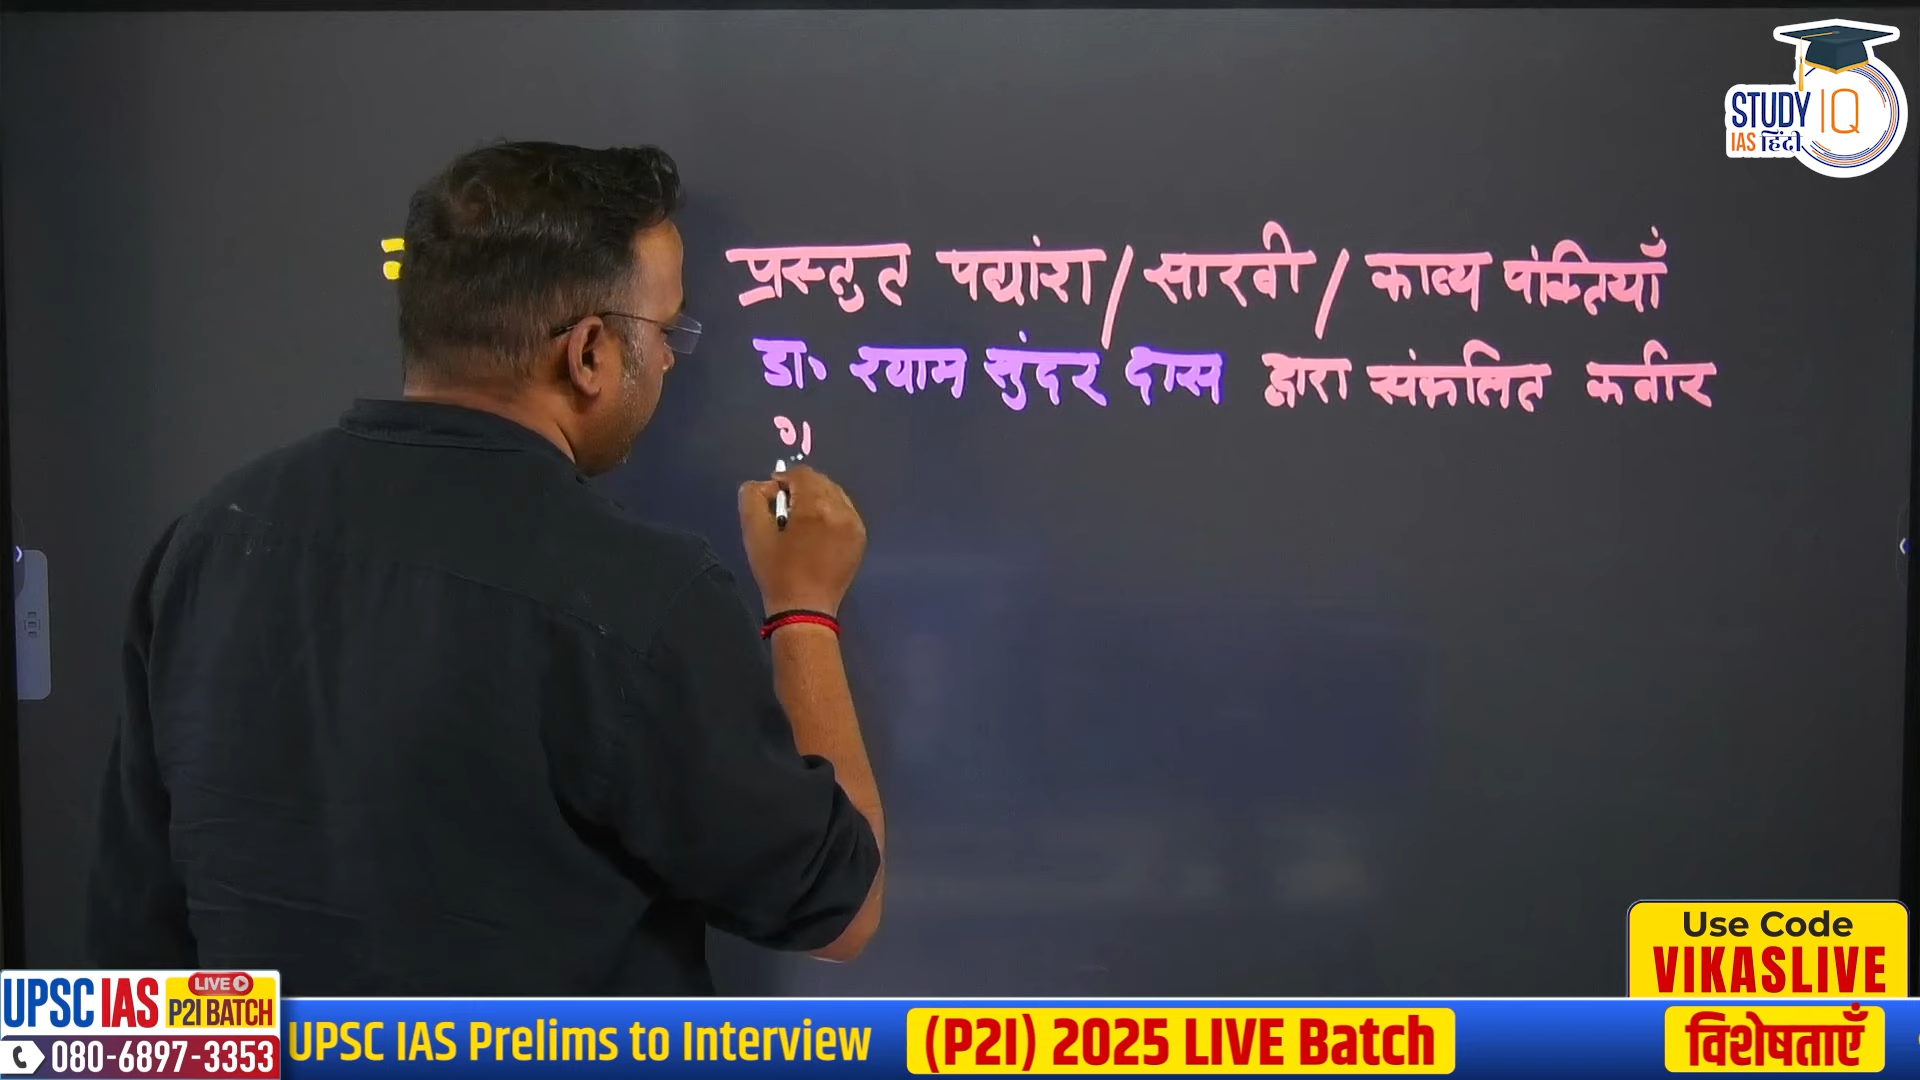 STUDY IQ
IAS हिंदी
प्रस्तुत पद्यांश / साखी / काव्य पंक्तियाँ
डा॰ श्याम सुंदर दास द्वारा संकलित कबीर
Use Code
VIKASLIVE
UPSC IAS LIVE P2I BATCH
080-6897-3353
UPSC IAS Prelims to Interview (P2I) 2025 LIVE Batch विशेषताएँ